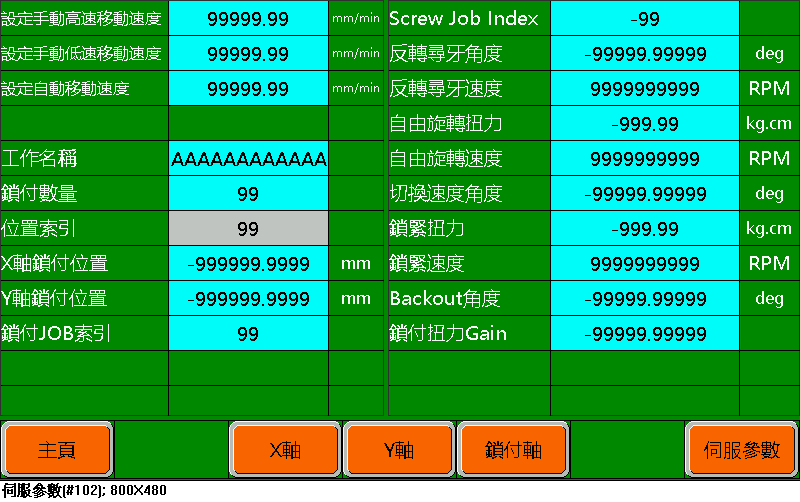 設定手動高速移動速度 99999.99 mm/min Screw Job Index -99
設定手動低速移動速度 99999.99 mm/min 反轉尋牙角度 -99999.99999 deg
設定自動移動速度 99999.99 mm/min 反轉尋牙速度 9999999999 RPM
自由旋轉扭力 -999.99 kg.cm
工作名稱 AAAAAAAAAAAA 自由旋轉速度 9999999999 RPM
鎖付數量 99 切換速度角度 -99999.99999 deg
位置索引 99 鎖緊扭力 -999.99 kg.cm
X軸鎖付位置 -999999.9999 mm 鎖緊速度 9999999999 RPM
Y軸鎖付位置 -999999.9999 mm Backout角度 -99999.99999 deg
鎖付JOB索引 99 鎖付扭力Gain -99999.99999
主頁 X軸 Y軸 鎖付軸 伺服參數
伺服參數(#102); 800X480